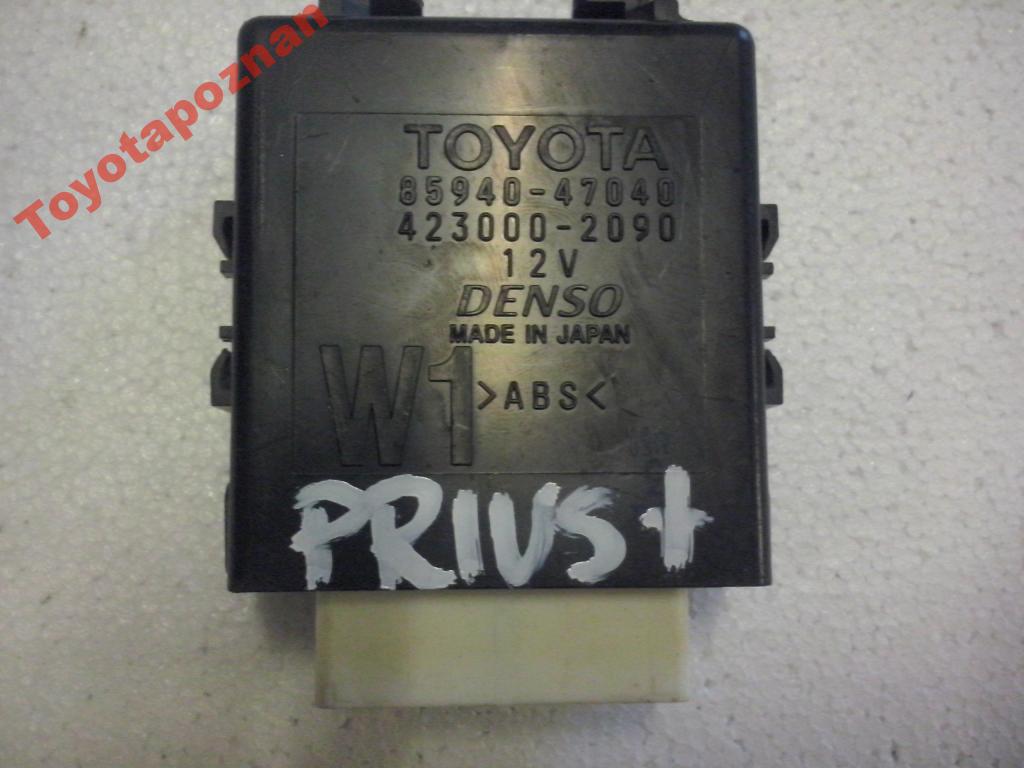 Toyotapoznan
TOYOTA
85940-47040
423000-2090
12V
DENSO
MADE IN JAPAN
W1 >ABS<
PRIUS+